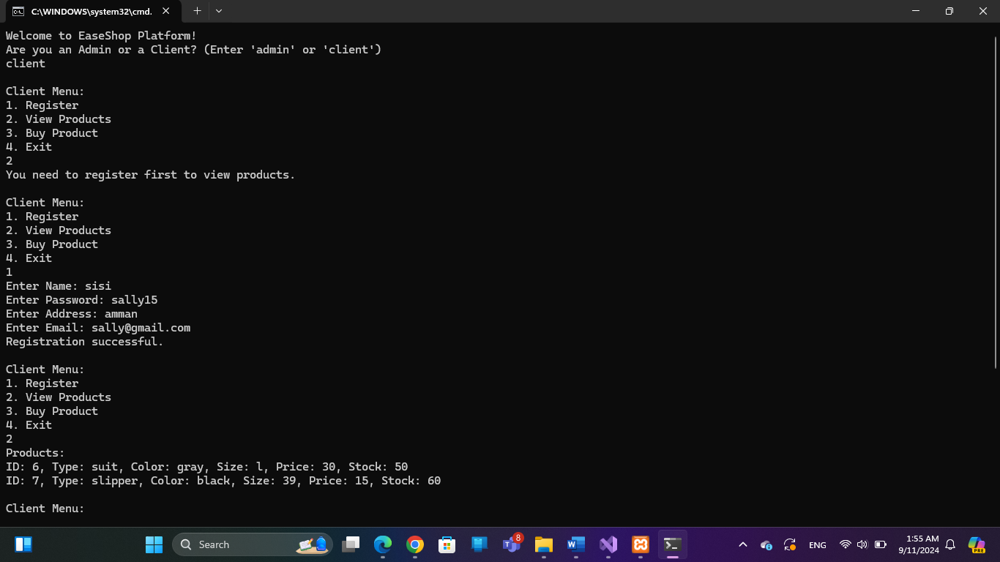 C:\WINDOWS\system32\cmd.
Welcome to EaseShop Platform!
Are you an Admin or a Client? (Enter 'admin' or 'client')
client
Client Menu:
1. Register
2. View Products
3. Buy Product
4. Exit
2
You need to register first to view products.
Client Menu:
1. Register
2. View Products
3. Buy Product
4. Exit
1
Enter Name: sisi
Enter Password: sally15
Enter Address: amman
Enter Email: sally@gmail.com
Registration successful.
Client Menu:
1. Register
2. View Products
3. Buy Product
4. Exit
2
Products:
ID: 6, Type: suit, Color: gray, Size: l, Price: 30, Stock: 50
ID: 7, Type: slipper, Color: black, Size: 39, Price: 15, Stock: 60
Client Menu:
Search
8
ENG
1:55 AM
9/11/2024
PRE